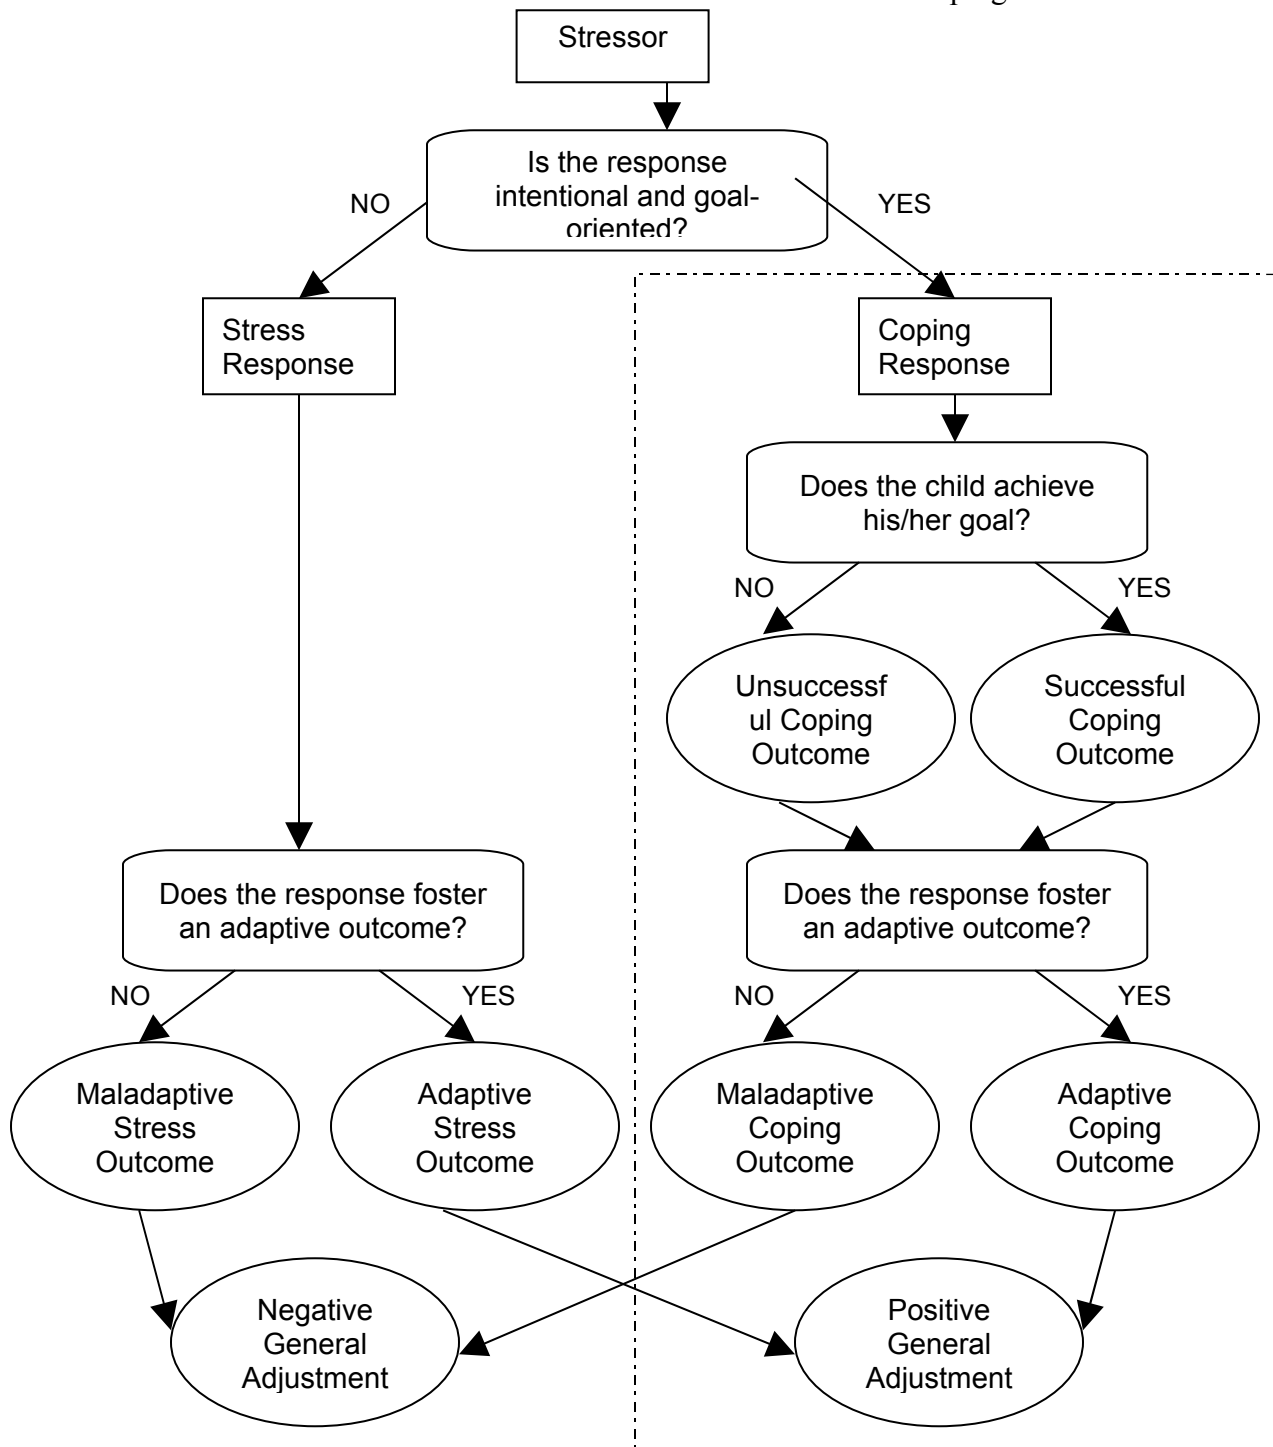 Stressor
Is the response
intentional and goal-
oriented?
NO
YES
Stress
Response
Coping
Response
Does the child achieve
his/her goal?
NO
YES
Unsuccessf
ul Coping
Outcome
Successful
Coping
Outcome
Does the response foster
an adaptive outcome?
Does the response foster
an adaptive outcome?
NO
YES
NO
YES
Maladaptive
Stress
Outcome
Adaptive
Stress
Outcome
Maladaptive
Coping
Outcome
Adaptive
Coping
Outcome
Negative
General
Adjustment
Positive
General
Adjustment